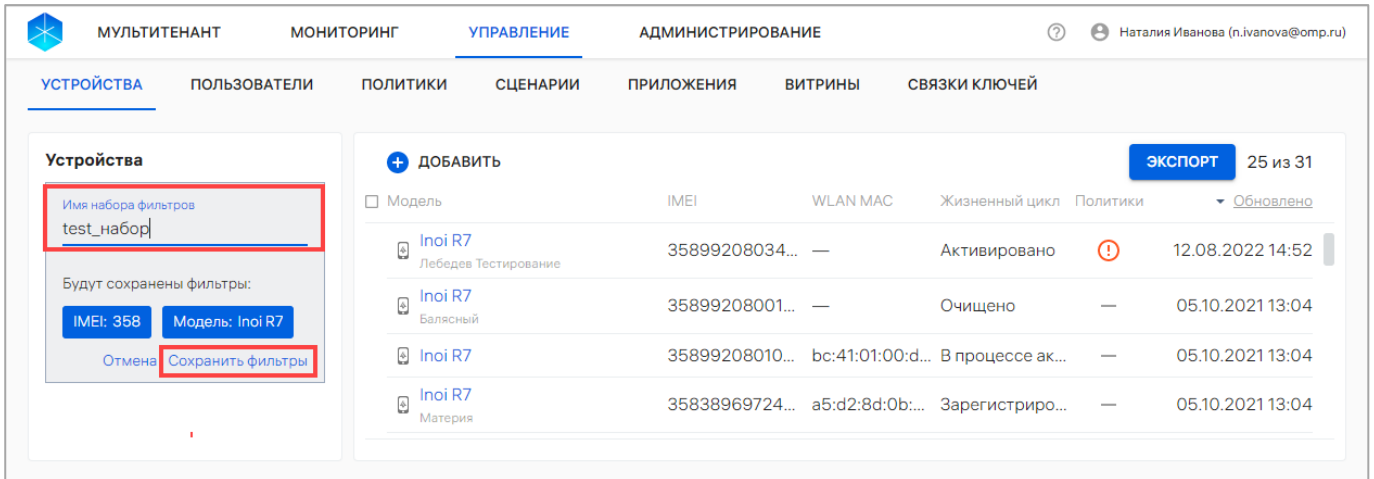 МУЛЬТИТЕНАНТ МОНИТОРИНГ УПРАВЛЕНИЕ АДМИНИСТРИРОВАНИЕ ? Наталия Иванова (n.ivanova@omp.ru)
УСТРОЙСТВА ПОЛЬЗОВАТЕЛИ ПОЛИТИКИ СЦЕНАРИИ ПРИЛОЖЕНИЯ ВИТРИНЫ СВЯЗКИ КЛЮЧЕЙ
Устройства
Имя набора фильтров
test_набор
Будут сохранены фильтры:
IMEI: 358 Модель: Inoi R7
Отмена Сохранить фильтры
ДОБАВИТЬ ЭКСПОРТ 25 из 31
Модель IMEI WLAN MAC Жизненный цикл Политики Обновлено
Inoi R7 35899208034... — Активировано 12.08.2022 14:52
Лебедев Тестирование
Inoi R7 35899208001... — Очищено — 05.10.2021 13:04
Балясный
Inoi R7 35899208010... bc:41:01:00:d... В процессе ак... — 05.10.2021 13:04
Inoi R7 35838969724... a5:d2:8d:0b:... Зарегистриро... — 05.10.2021 13:04
Материя